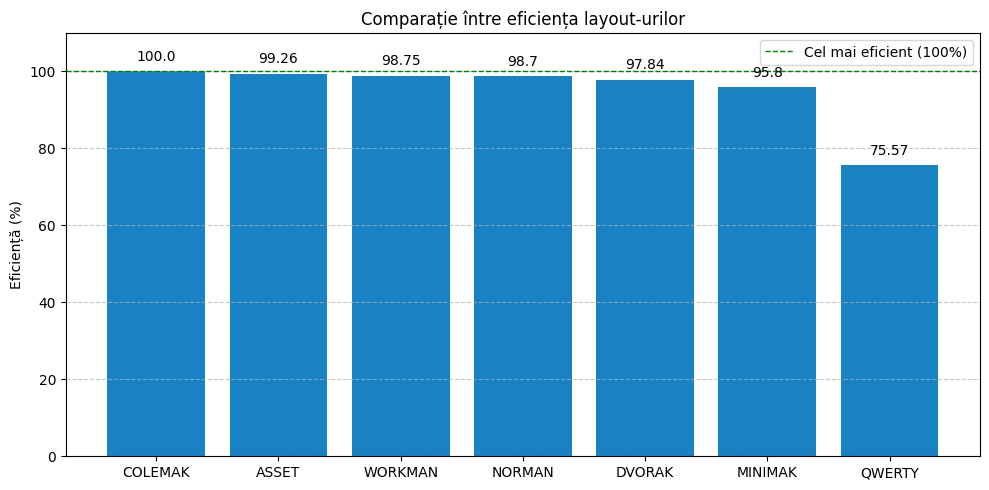 Comparație între eficiența layout-urilor
Cel mai eficient (100%)
Eficiență (%)
100
80
60
40
20
0
100.0
99.26
98.75
98.7
97.84
95.8
75.57
COLEMAK
ASSET
WORKMAN
NORMAN
DVORAK
MINIMAK
QWERTY